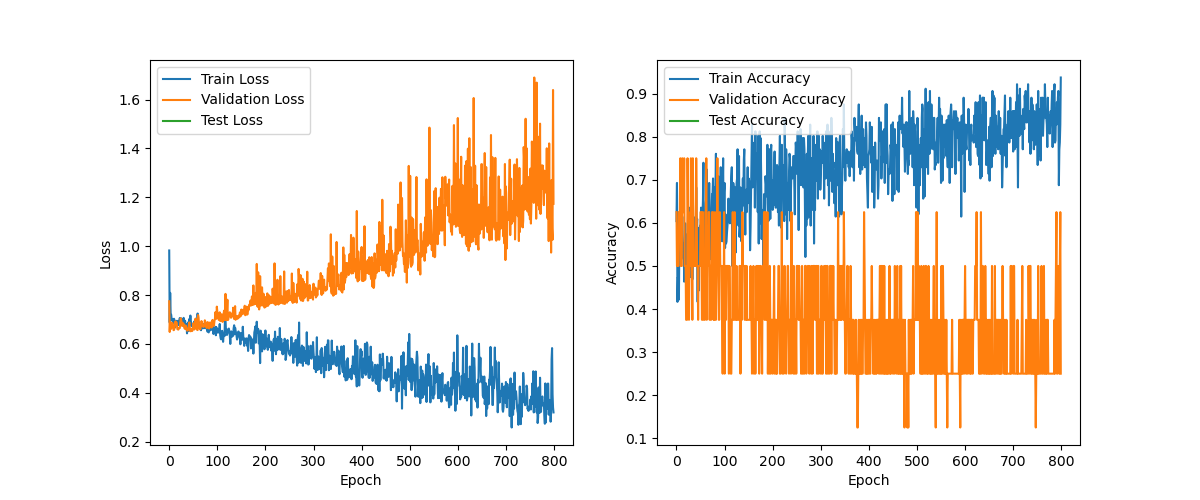 Train Loss
Validation Loss
Test Loss
1.6
1.4
1.2
1.0
0.8
0.6
0.4
0.2
Loss
0 100 200 300 400 500 600 700 800
Epoch
Train Accuracy
Validation Accuracy
Test Accuracy
0.9
0.8
0.7
0.6
0.5
0.4
0.3
0.2
0.1
Accuracy
0 100 200 300 400 500 600 700 800
Epoch